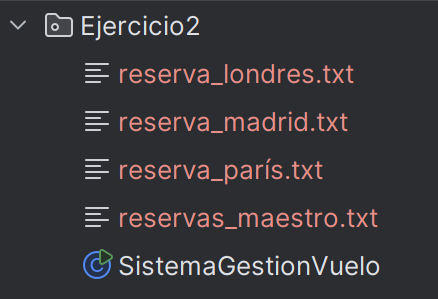 Ejercicio2
reserva_londres.txt
reserva_madrid.txt
reserva_parís.txt
reservas_maestro.txt
SistemaGestionVuelo